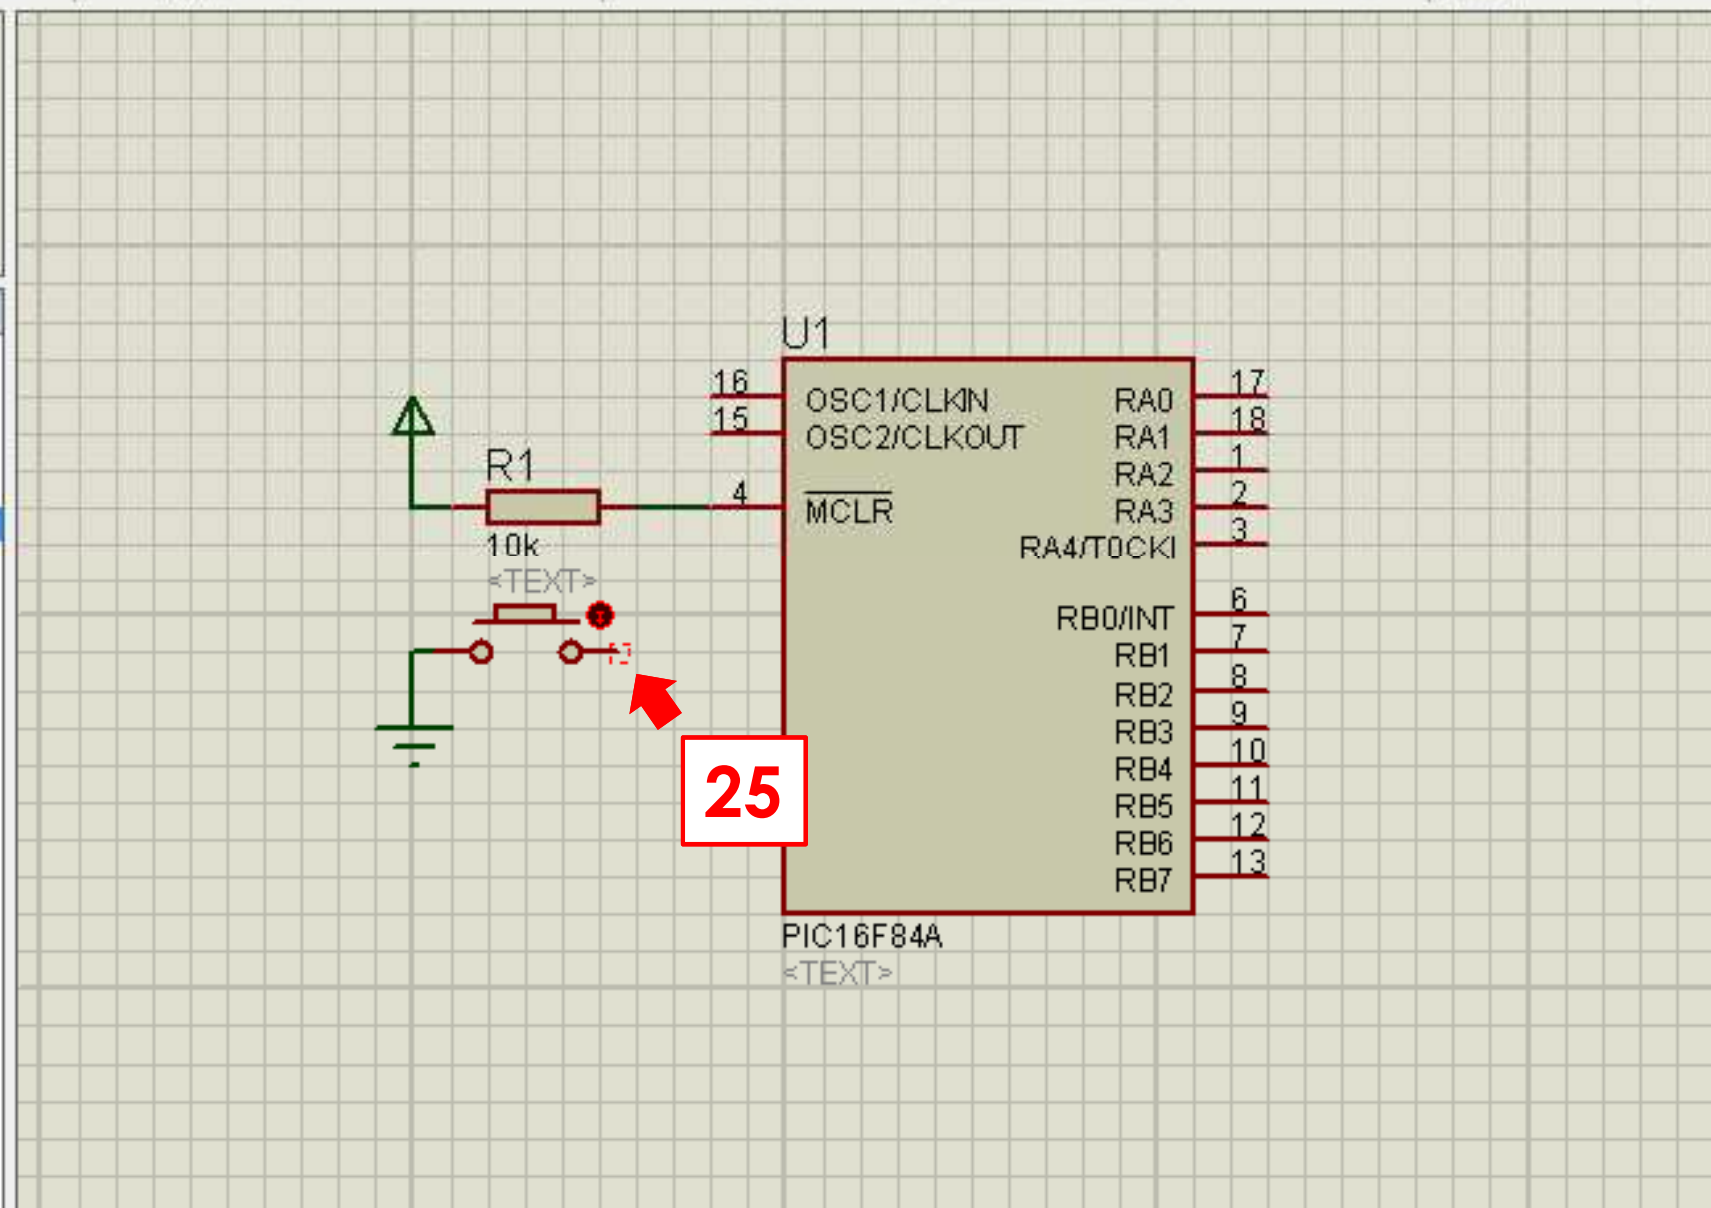 U1
16
OSC1/CLKIN
RA0
17
15
OSC2/CLKOUT
RA1
18
RA2
1
R1
4
MCLR
RA3
2
10k
RA4/T0CKI
3
<TEXT>
RB0/INT
6
RB1
7
RB2
8
RB3
9
25
RB4
10
RB5
11
RB6
12
RB7
13
PIC16F84A
<TEXT>